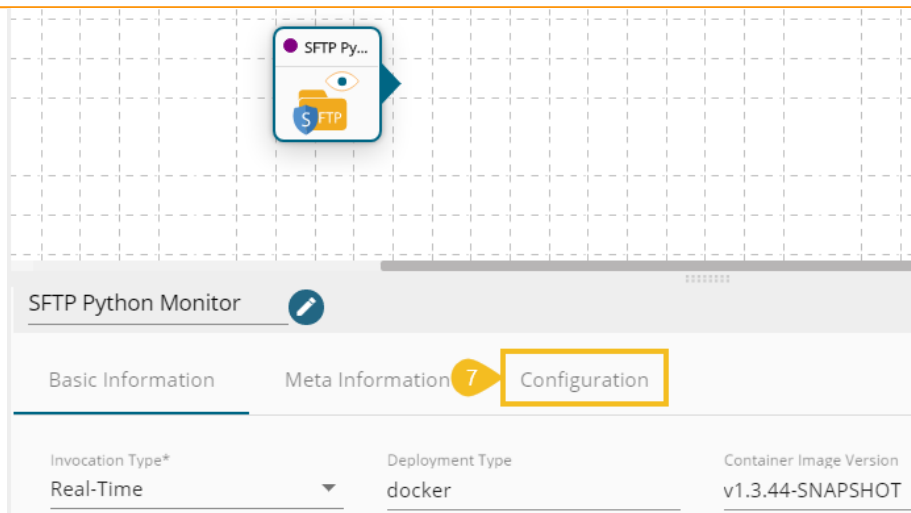 SFTP Py...
S FTP
SFTP Python Monitor
Basic Information
Meta Information
7
Configuration
Invocation Type*
Deployment Type
Container Image Version
Real-Time
docker
v1.3.44-SNAPSHOT